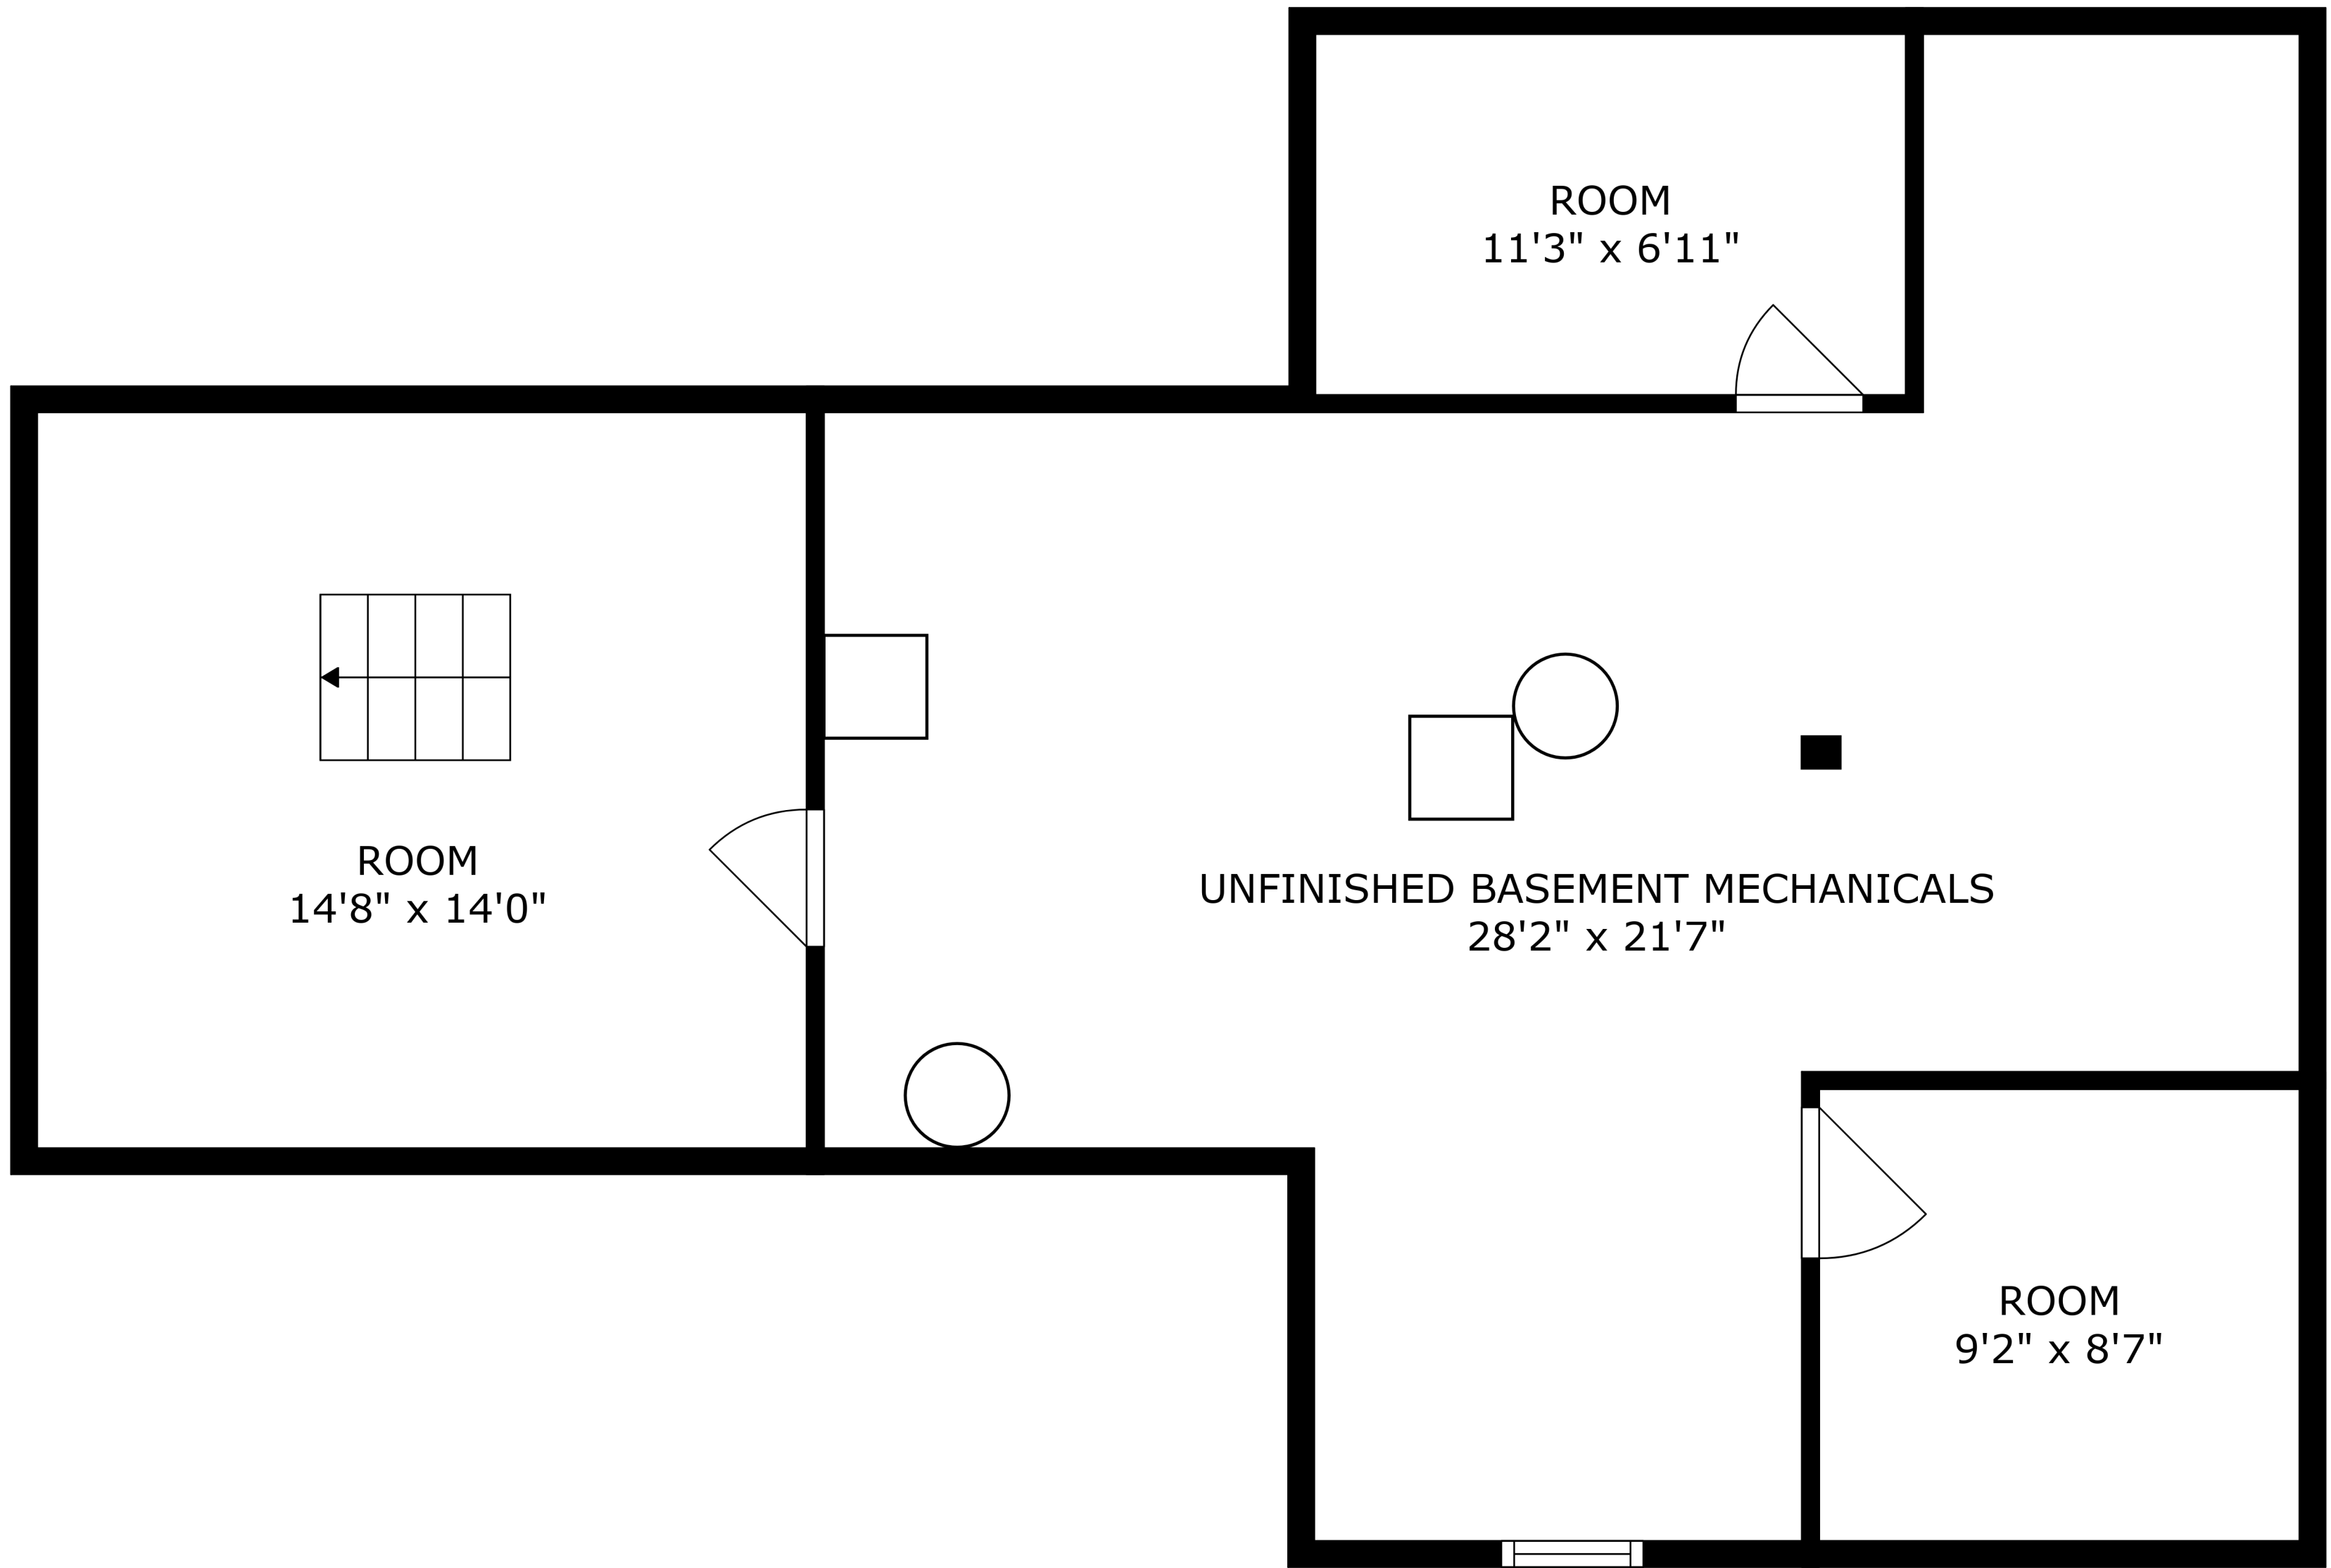 ROOM
11'3" x 6'11"
ROOM
14'8" x 14'0"
UNFINISHED BASEMENT MECHANICALS
28'2" x 21'7"
ROOM
9'2" x 8'7"